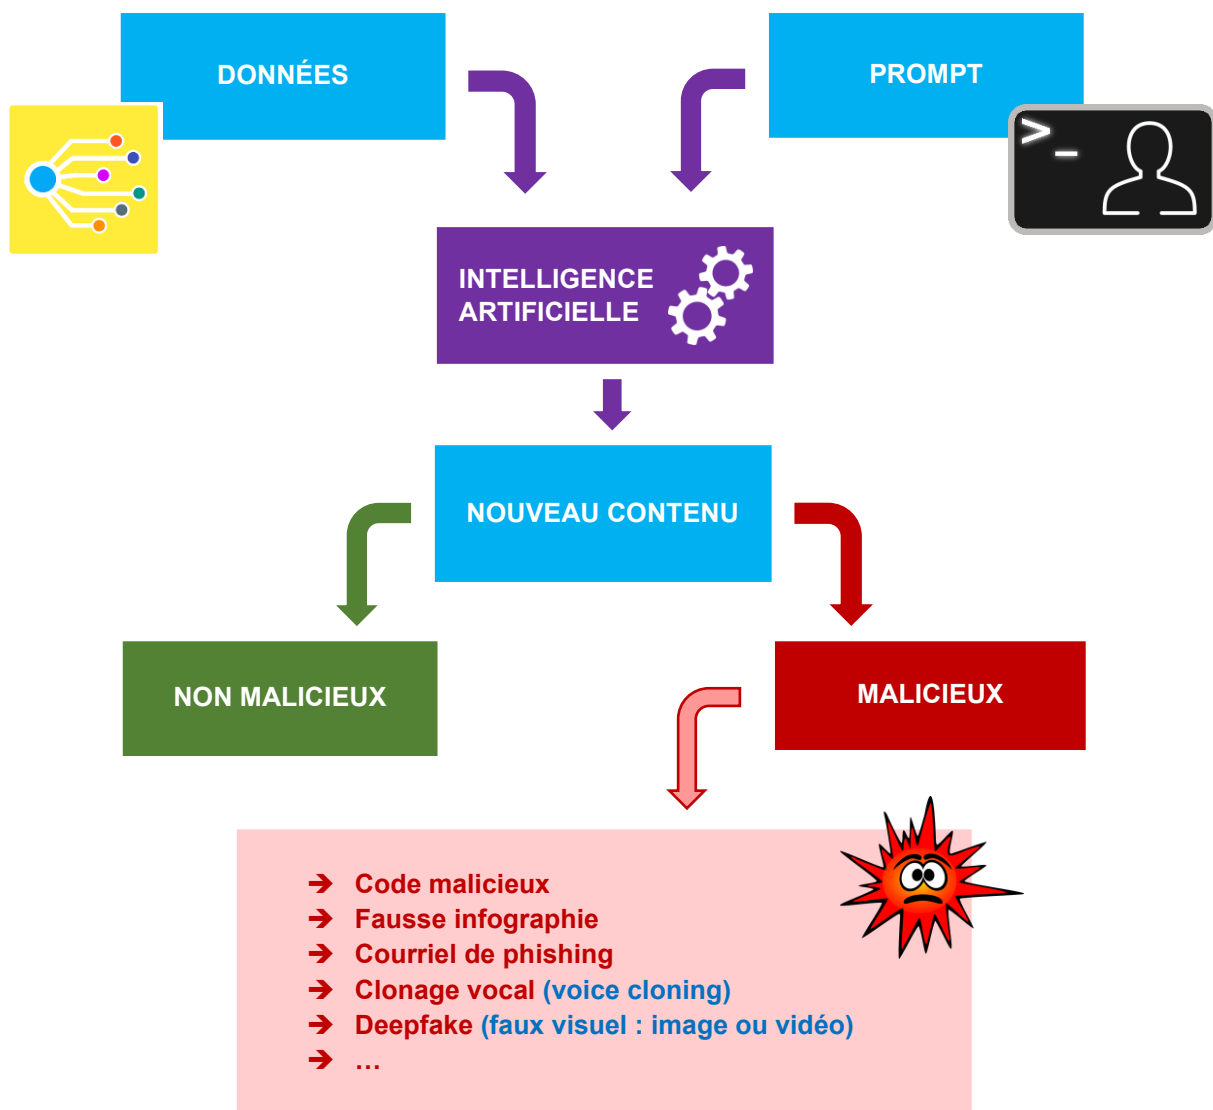 DONNÉES
PROMPT
>_
INTELLIGENCE
ARTIFICIELLE
NOUVEAU CONTENU
NON MALICIEUX
MALICIEUX
➔ Code malicieux
➔ Fausse infographie
➔ Courriel de phishing
➔ Clonage vocal (voice cloning)
➔ Deepfake (faux visuel : image ou vidéo)
➔ …